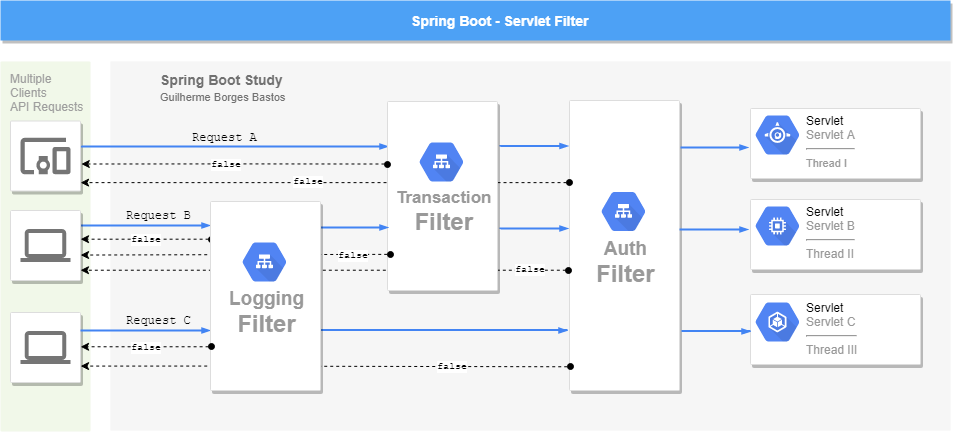 Spring Boot - Servlet Filter
Multiple
Clients
API Requests
Spring Boot Study
Guilherme Borges Bastos
Request A
false
false
Request B
false
false
false
Request C
false
false
Logging
Filter
Transaction
Filter
Auth
Filter
Servlet
Servlet A
Thread I
Servlet
Servlet B
Thread II
Servlet
Servlet C
Thread III